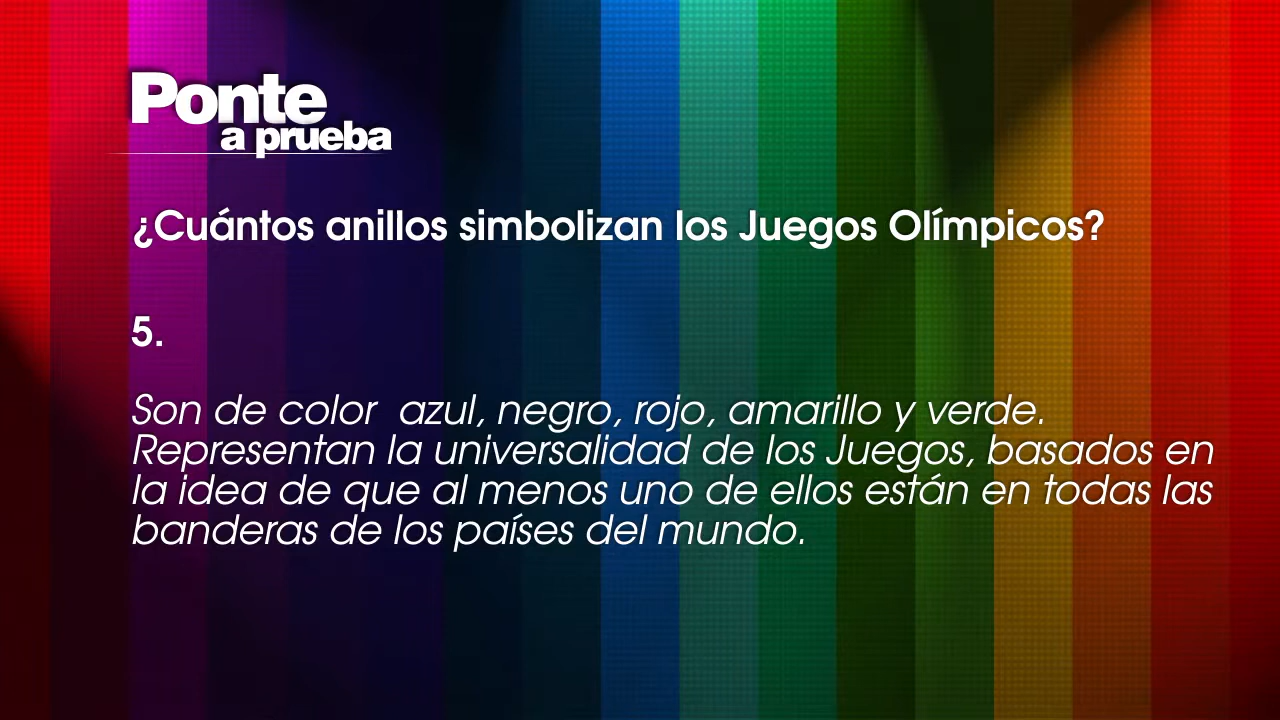 Ponte
a prueba
¿Cuántos anillos simbolizan los Juegos Olímpicos?
5.
Son de color  azul, negro, rojo, amarillo y verde.
Representan la universalidad de los Juegos, basados en
la idea de que al menos uno de ellos están en todas las
banderas de los países del mundo.